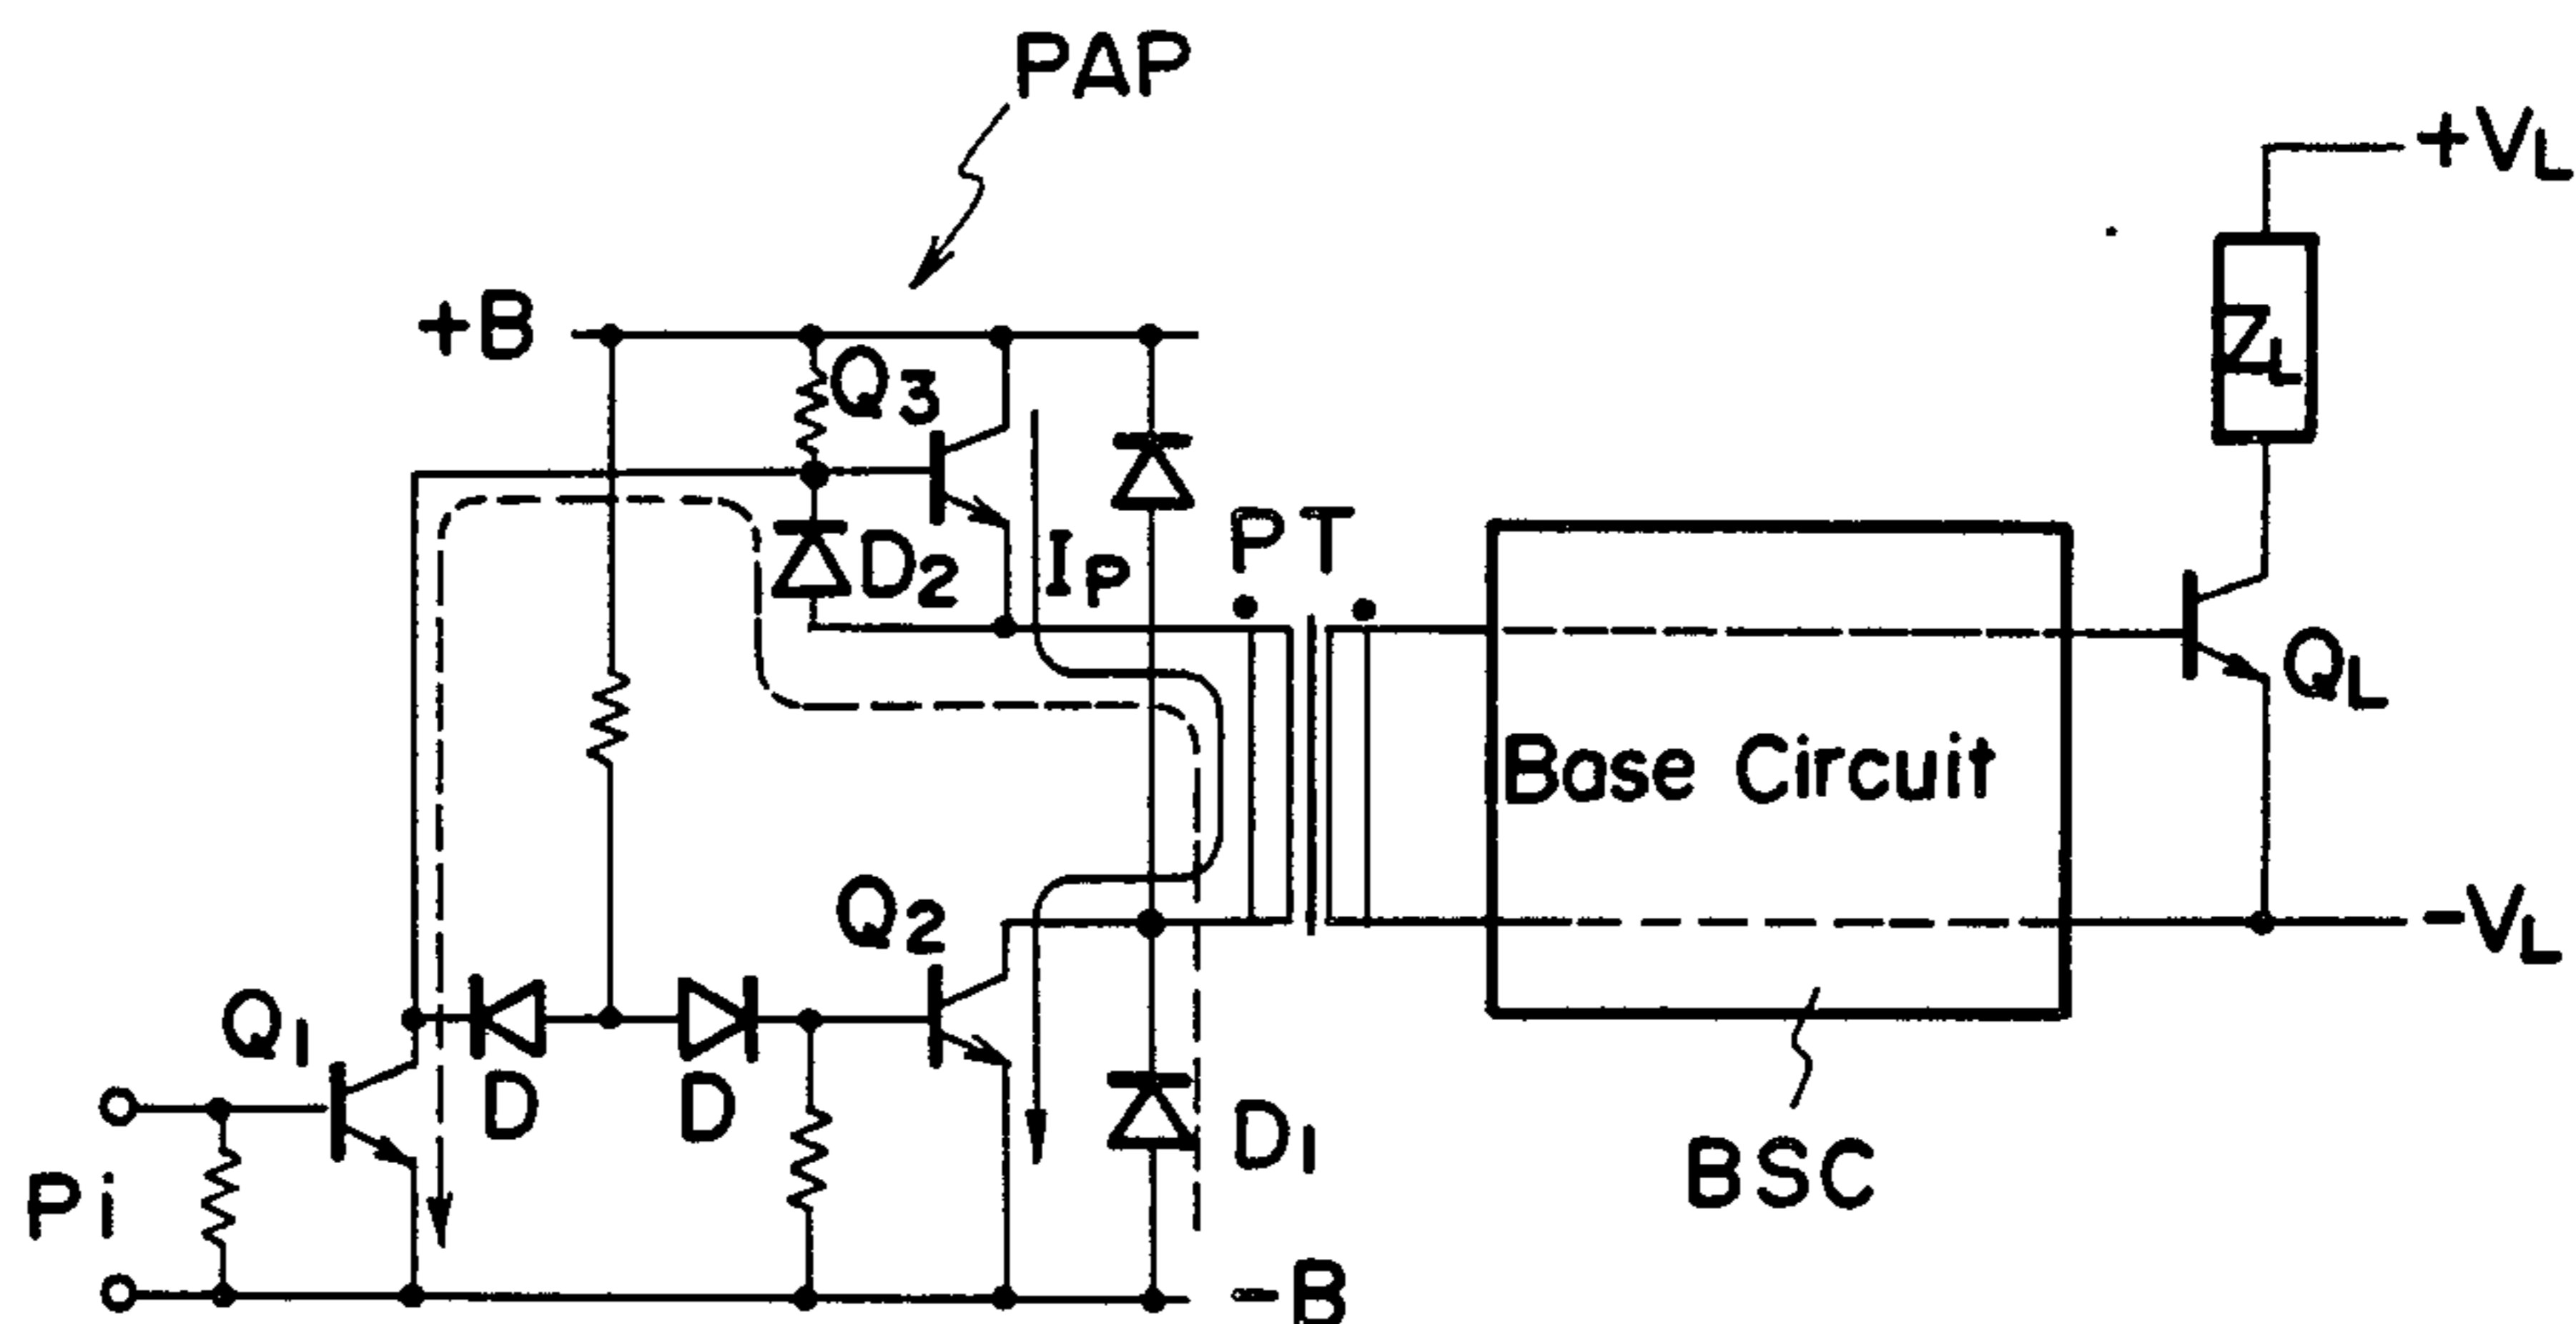 PAP
+VL
+B
Q3
ZL
D2
IP
PT
QL
Base Circuit
Q2
-VL
Q1
D
D
D1
Pi
BSC
-B